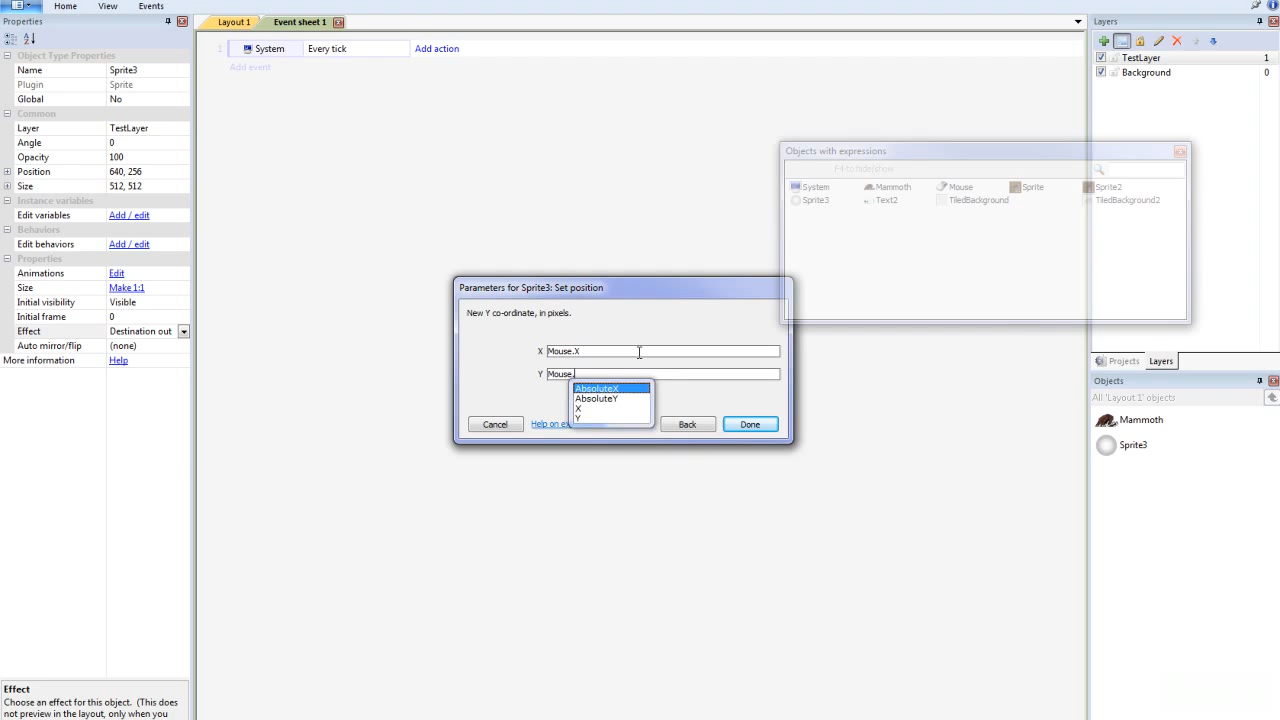 Home View Events
Properties
Object Type Properties
Name Sprite3
Plugin Sprite
Global No
Common
Layer TestLayer
Angle 0
Opacity 100
Position 640, 256
Size 512, 512
Instance variables
Edit variables Add / edit
Behaviors
Edit behaviors Add / edit
Properties
Animations Edit
Size Make 1:1
Initial visibility Visible
Initial frame 0
Effect Destination out
Auto mirror/flip (none)
More information Help
Effect
Choose an effect for this object. (This does
not preview in the layout, only when you
Layout 1 Event sheet 1
1 System Every tick Add action
Add event
Objects with expressions
F4 to hide/show
System Mammoth Mouse Sprite Sprite2
Sprite3 Text2 TiledBackground TiledBackground2
Parameters for Sprite3: Set position
New Y co-ordinate, in pixels.
X Mouse.X
Y Mouse.
AbsoluteX
AbsoluteY
X
Y
Cancel Help on ex Back Done
Layers
TestLayer 1
Background 0
Projects Layers
Objects
All 'Layout 1' objects
Mammoth
Sprite3